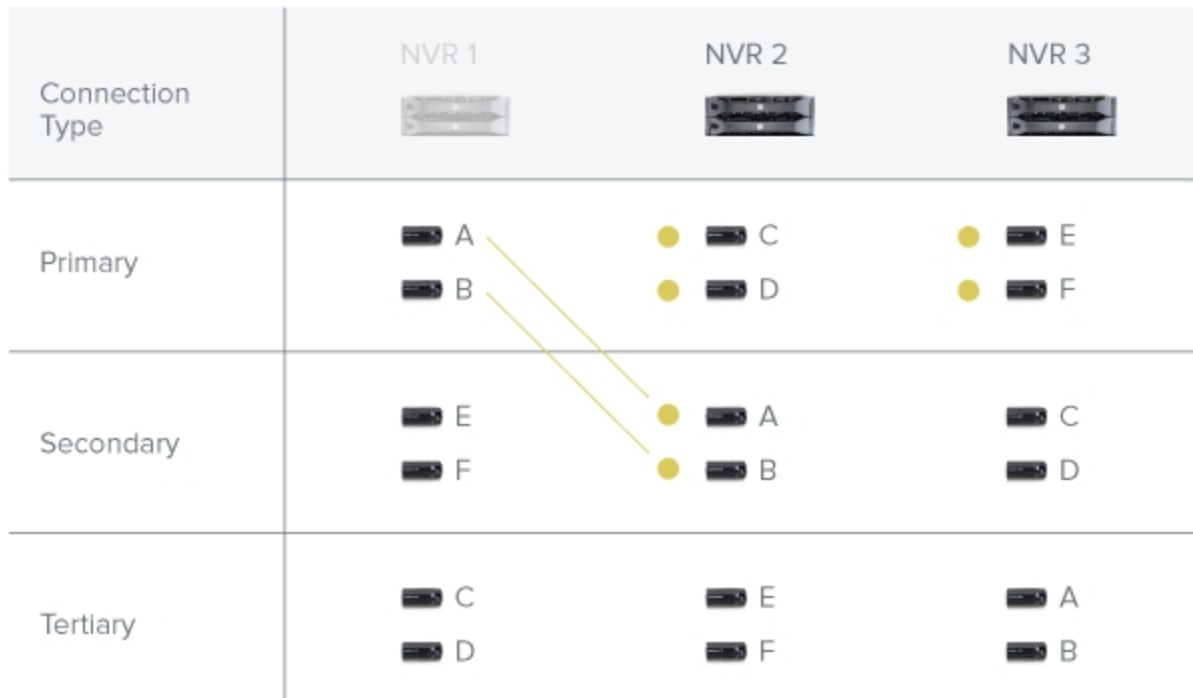 NVR 1
NVR 2
NVR 3
Connection
Type
Primary
A
C
E
B
D
F
Secondary
E
A
C
F
B
D
Tertiary
C
E
A
D
F
B